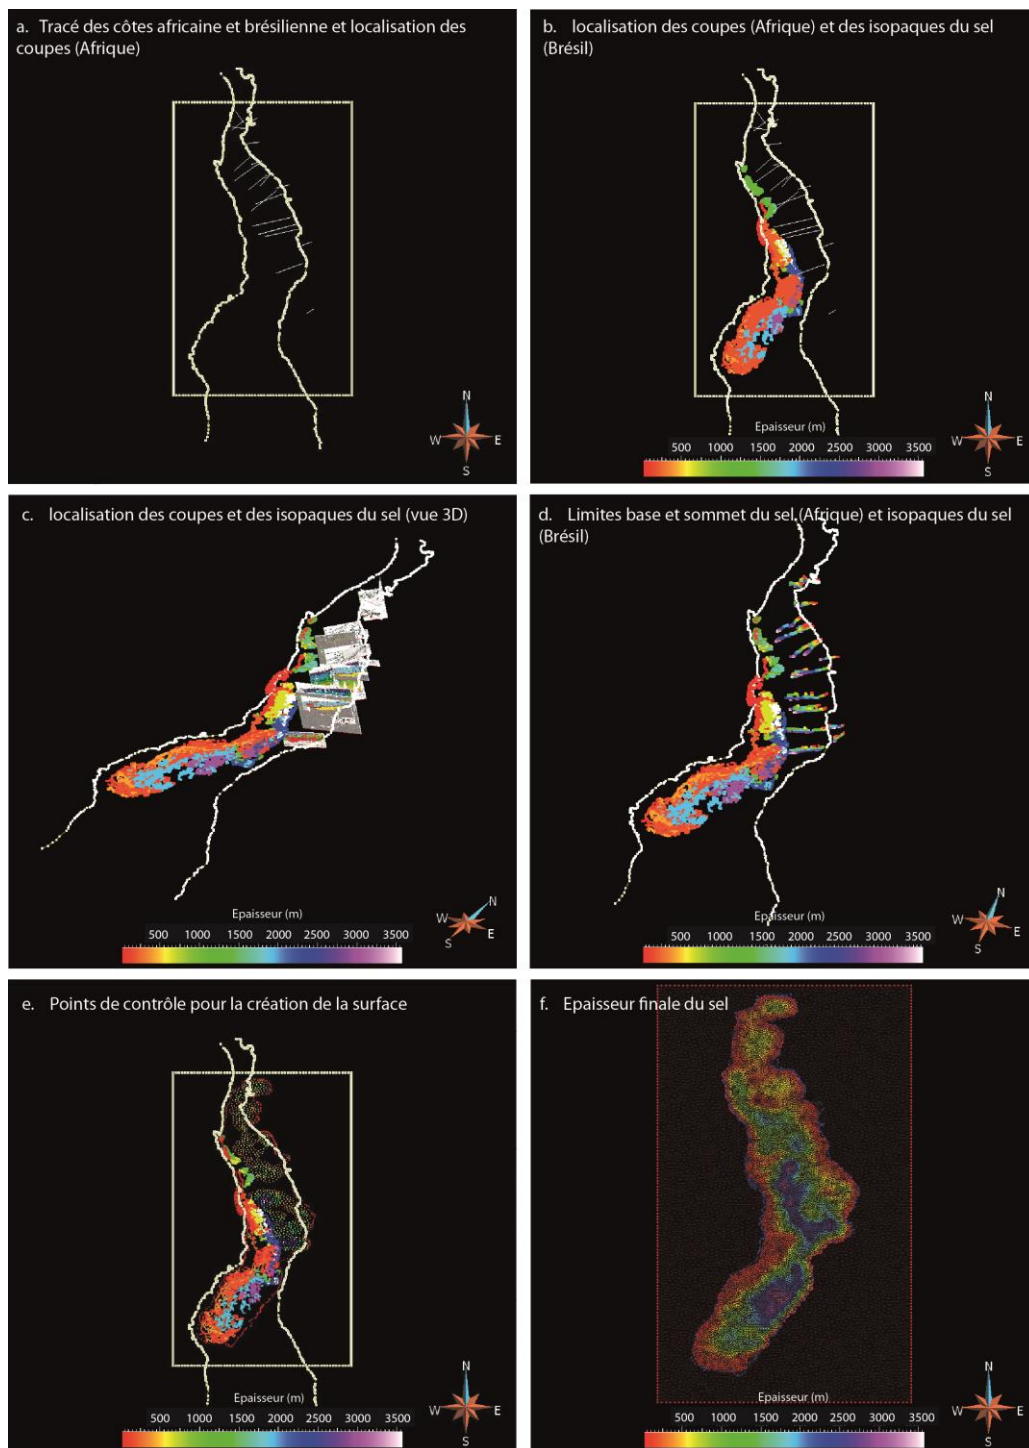 a. Tracé des côtes africaine et brésilienne et localisation des
coupes (Afrique)
N
W E
S
b. localisation des coupes (Afrique) et des isopaques du sel
(Brésil)
N
W E
S
Epaisseur (m)
500 1000 1500 2000 2500 3000 3500
c. localisation des coupes et des isopaques du sel (vue 3D)
N
W E
S
Epaisseur (m)
500 1000 1500 2000 2500 3000 3500
d. Limites base et sommet du sel (Afrique) et isopaques du sel
(Brésil)
N
W E
S
Epaisseur (m)
500 1000 1500 2000 2500 3000 3500
e. Points de contrôle pour la création de la surface
N
W E
S
Epaisseur (m)
500 1000 1500 2000 2500 3000 3500
f. Epaisseur finale du sel
N
W E
S
Epaisseur (m)
500 1000 1500 2000 2500 3000 3500